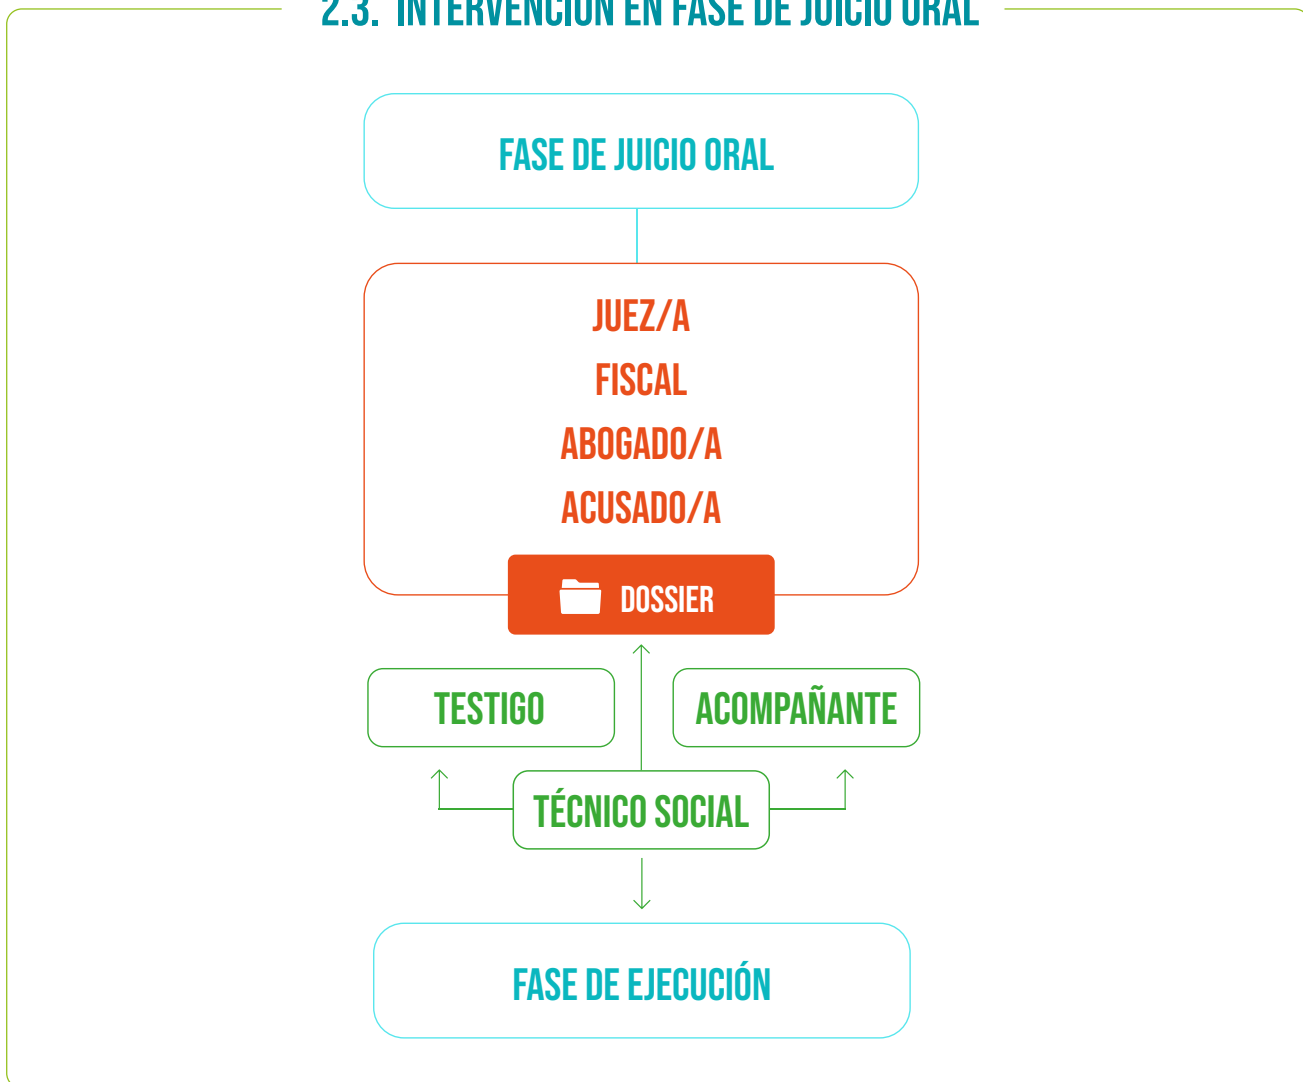 2.3. INTERVENCIÓN EN FASE DE JUICIO ORAL
FASE DE JUICIO ORAL
JUEZ/A
FISCAL
ABOGADO/A
ACUSADO/A
DOSSIER
TESTIGO
ACOMPAÑANTE
TÉCNICO SOCIAL
FASE DE EJECUCIÓN